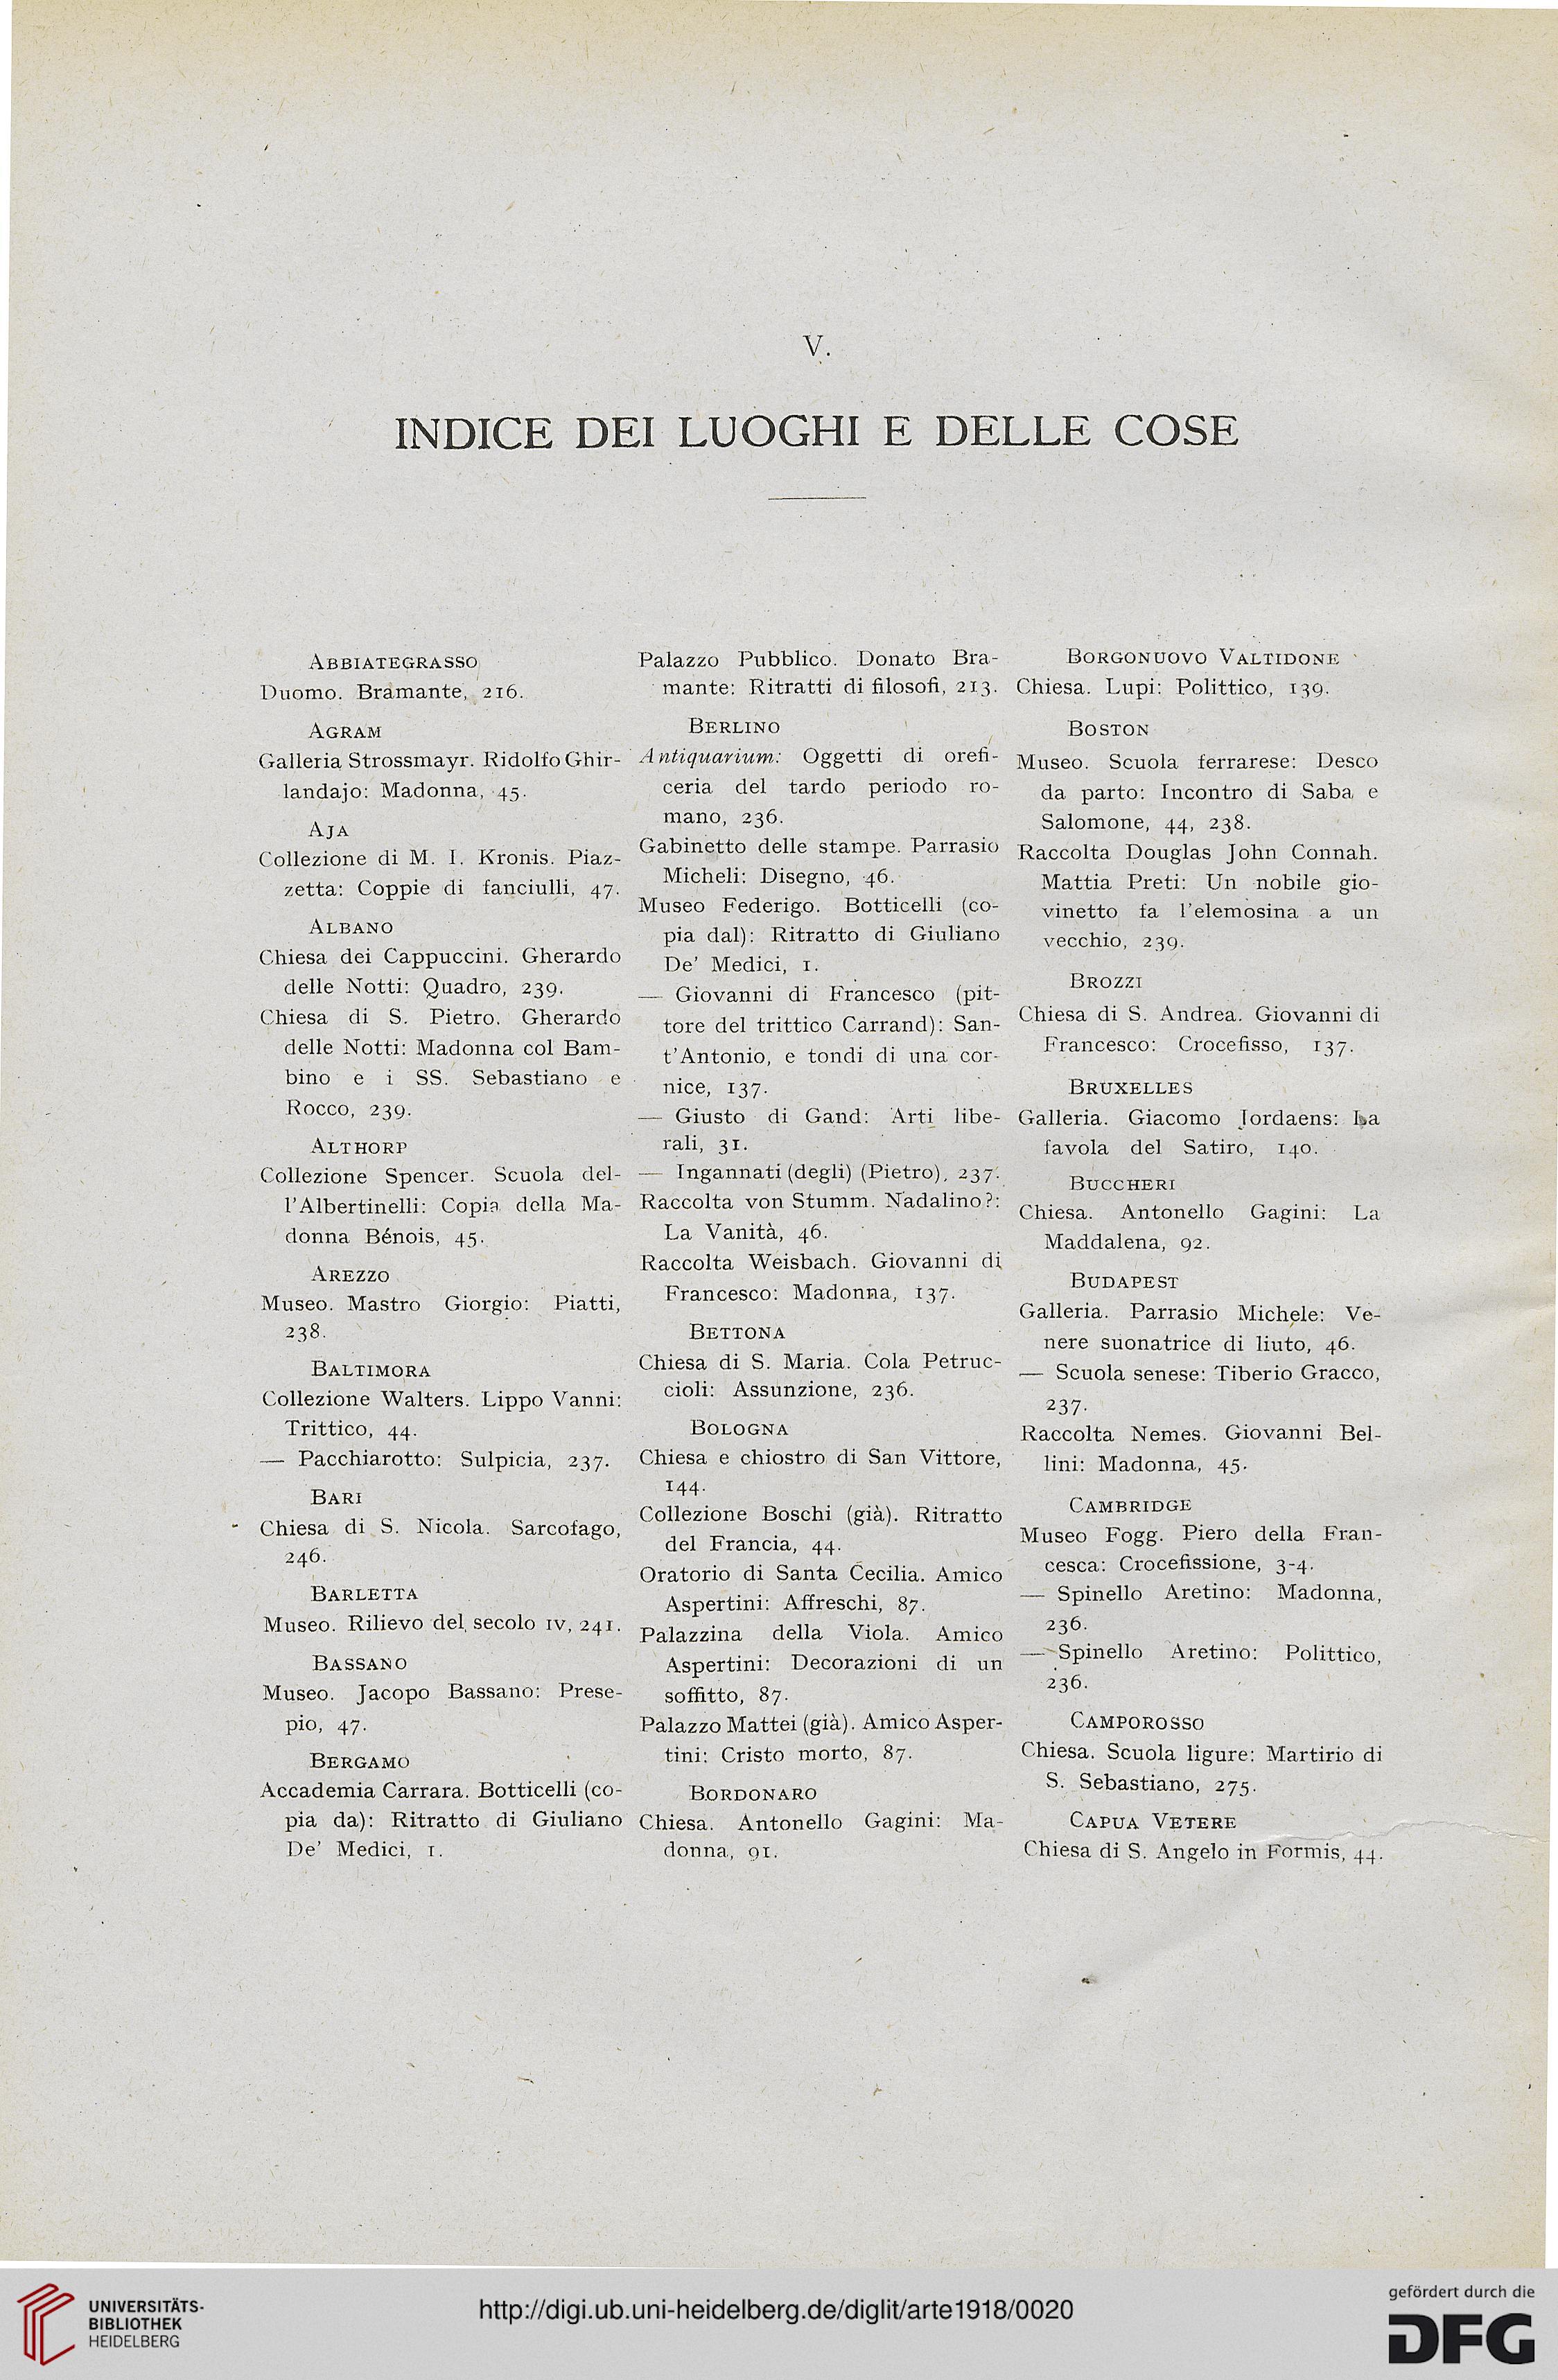 V.
INDICE DEI LUOGHI E DELLE COSE
ABBIATEGRASSO
Duomo. Bramante, 216.
AGRAM
Galleria Strossmayr. Ridolfo Ghir-
landajo: Madonna, 45.
AJA
Collezione di M. I. Kronis. Piaz-
zetta: Coppie di fanciulli, 47.
ALBANO
Chiesa dei Cappuccini. Gherardo
delle Notti: Quadro, 239.
Chiesa di S. Pietro. Gherardo
delle Notti: Madonna col Bam-
bino e i SS. Sebastiano e
Rocco, 239.
ALTHORP
Collezione Spencer. Scuola del-
l'Albertinelli: Copia della Ma-
donna Bénois, 45.
AREZZO
Museo. Mastro Giorgio: Piatti,
238.
BALTIMORA
Collezione Walters. Lippo Vanni:
Trittico, 44.
— Pacchiarotto: Sulpicia, 237.
BARI
Chiesa di S. Nicola. Sarcofago,
246.
BARLETTA
Museo. Rilievo del secolo IV, 241.
BASSANO
Museo. Jacopo Bassano: Prese-
pio, 47.
BERGAMO
Accademia Carrara. Botticelli (co-
pia da): Ritratto di Giuliano
De' Medici, 1.
Palazzo Pubblico. Donato Bra-
mante: Ritratti di filosofi, 213.
BERLINO
Antiquarium: Oggetti di orefi-
ceria del tardo periodo ro-
mano, 236.
Gabinetto delle stampe. Parrasio
Micheli: Disegno, 46.
Museo Federigo. Botticelli (co-
pia dal): Ritratto di Giuliano
De' Medici, 1.
— Giovanni di Francesco (pit-
tore del trittico Carrand): San-
t'Antonio, e tondi di una cor-
nice, 137.
— Giusto di Gand: Arti libe-
rali, 31.
— Ingannati (degli) (Pietro), 237.
Raccolta von Stumm. Nadalino?:
La Vanità, 46.
Raccolta Weisbach. Giovanni di
Francesco: Madonna, 137.
BETTONA
Chiesa di S. Maria. Cola Petruc-
cioli: Assunzione, 236.
BOLOGNA
Chiesa e chiostro di San Vittore,
144.
Collezione Boschi (già). Ritratto
del Francia, 44.
Oratorio di Santa Cecilia. Amico
Aspertini: Affreschi, 87.
Palazzina della Viola. Amico
Aspertini: Decorazioni di un
soffitto, 87.
Palazzo Mattei (già). Amico Asper-
tini: Cristo morto, 87.
BORDONARO
Chiesa. Antonello Gagini: Ma-
donna, 91.
BORGONUOVO VALTIDONE
Chiesa. Lupi: Polittico, 139.
BOSTON
Museo. Scuola ferrarese: Desco
da parto: Incontro di Saba e
Salomone, 44, 238.
Raccolta Douglas John Connah.
Mattia Preti: Un nobile gio-
vinetto fa l'elemosina a un
vecchio, 239.
BROZZI
Chiesa di S. Andrea. Giovanni di
Francesco: Crocefisso, 137.
BRUXELLES
Galleria. Giacomo Jordaens: La
favola del Satiro, 140.
BUCCHERI
Chiesa. Antonello Gagini: La
Maddalena, 92.
BUDAPEST
Galleria. Parrasio Michele: Ve-
nere suonatrice di liuto, 46.
— Scuola senese: Tiberio Gracco,
237.
Raccolta Nemes. Giovanni Bel-
lini: Madonna, 45.
CAMBRIDGE
Museo Fogg. Piero della Fran-
cesca: Crocefissione, 3-4.
— Spinello Aretino: Madonna,
236.
— Spinello Aretino: Polittico,
236.
CAMPOROSSO
Chiesa. Scuola ligure: Martirio di
S. Sebastiano, 275.
CAPUA VETERE
Chiesa di S. Angelo in Formis, 44.
UNIVERSITÄTS-
BIBLIOTHEK
HEIDELBERG
http://digi.ub.uni-heidelberg.de/diglit/arte1918/0020
gefördert durch die
DFG